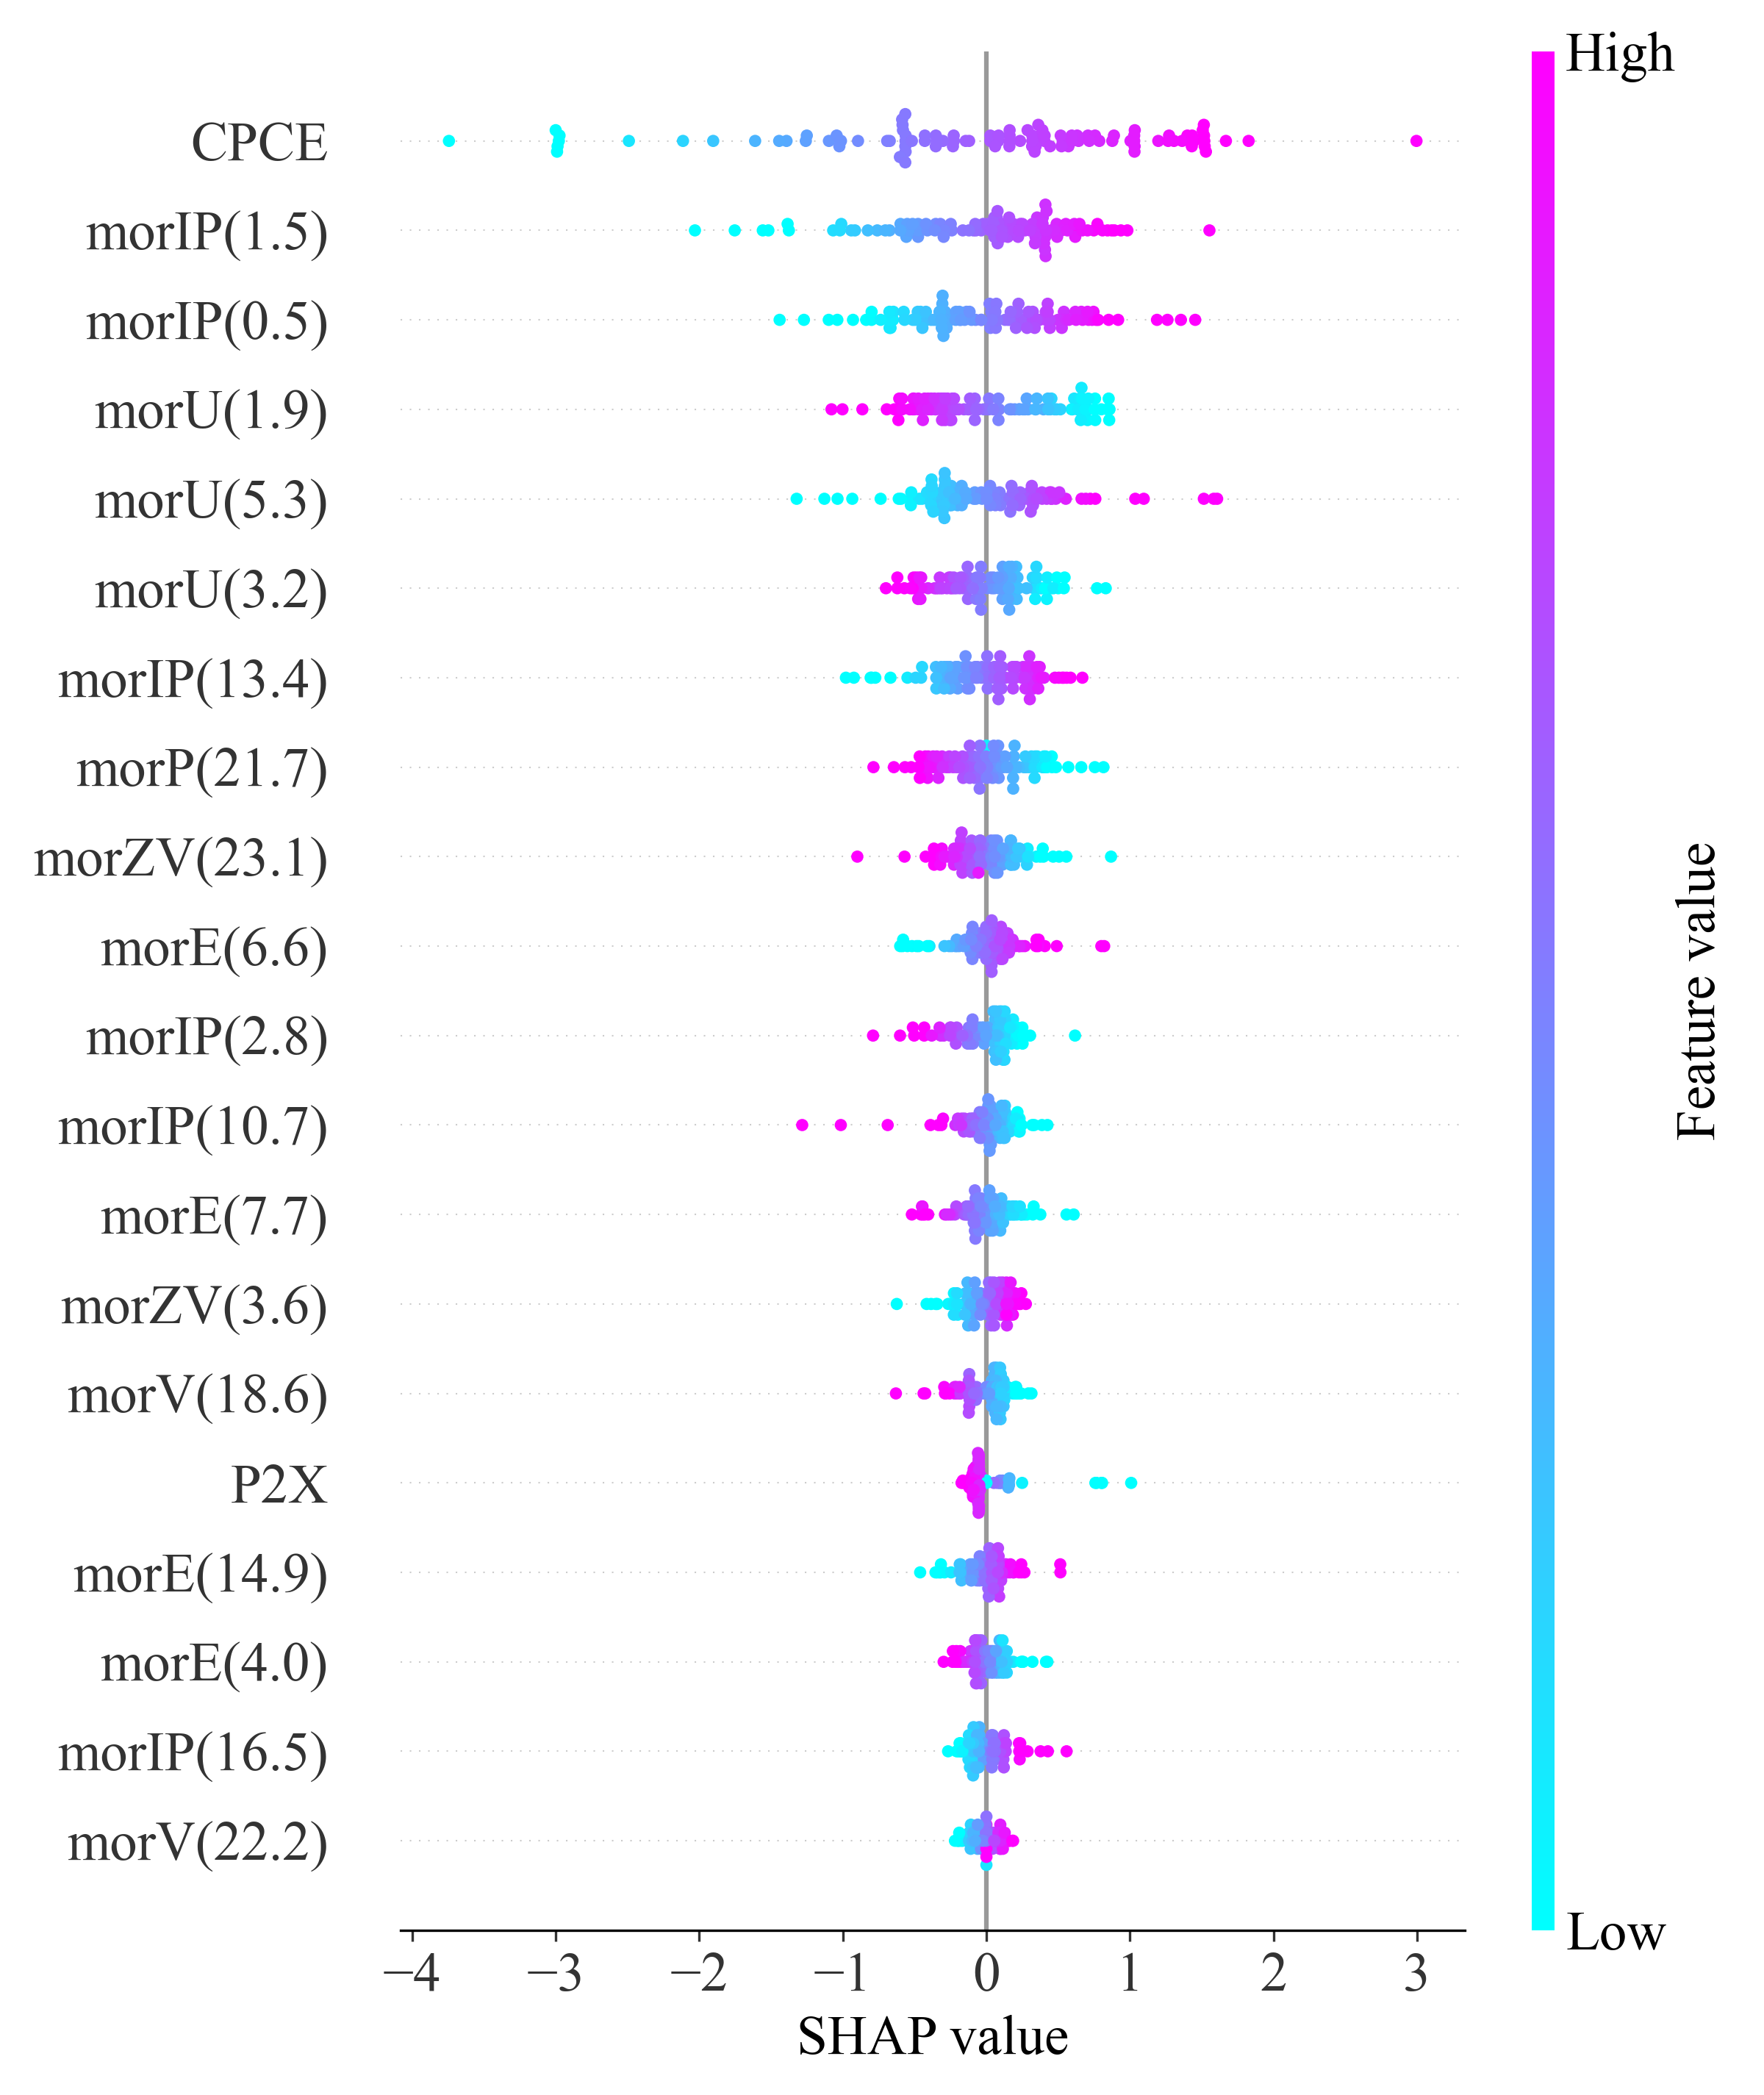 High
CPCE
morIP(1.5)
morIP(0.5)
morU(1.9)
morU(5.3)
morU(3.2)
morIP(13.4)
morP(21.7)
morZV(23.1)
morE(6.6)
morIP(2.8)
morIP(10.7)
morE(7.7)
morZV(3.6)
morV(18.6)
P2X
morE(14.9)
morE(4.0)
morIP(16.5)
morV(22.2)
Feature value
Low
−4 −3 −2 −1 0 1 2 3
SHAP value